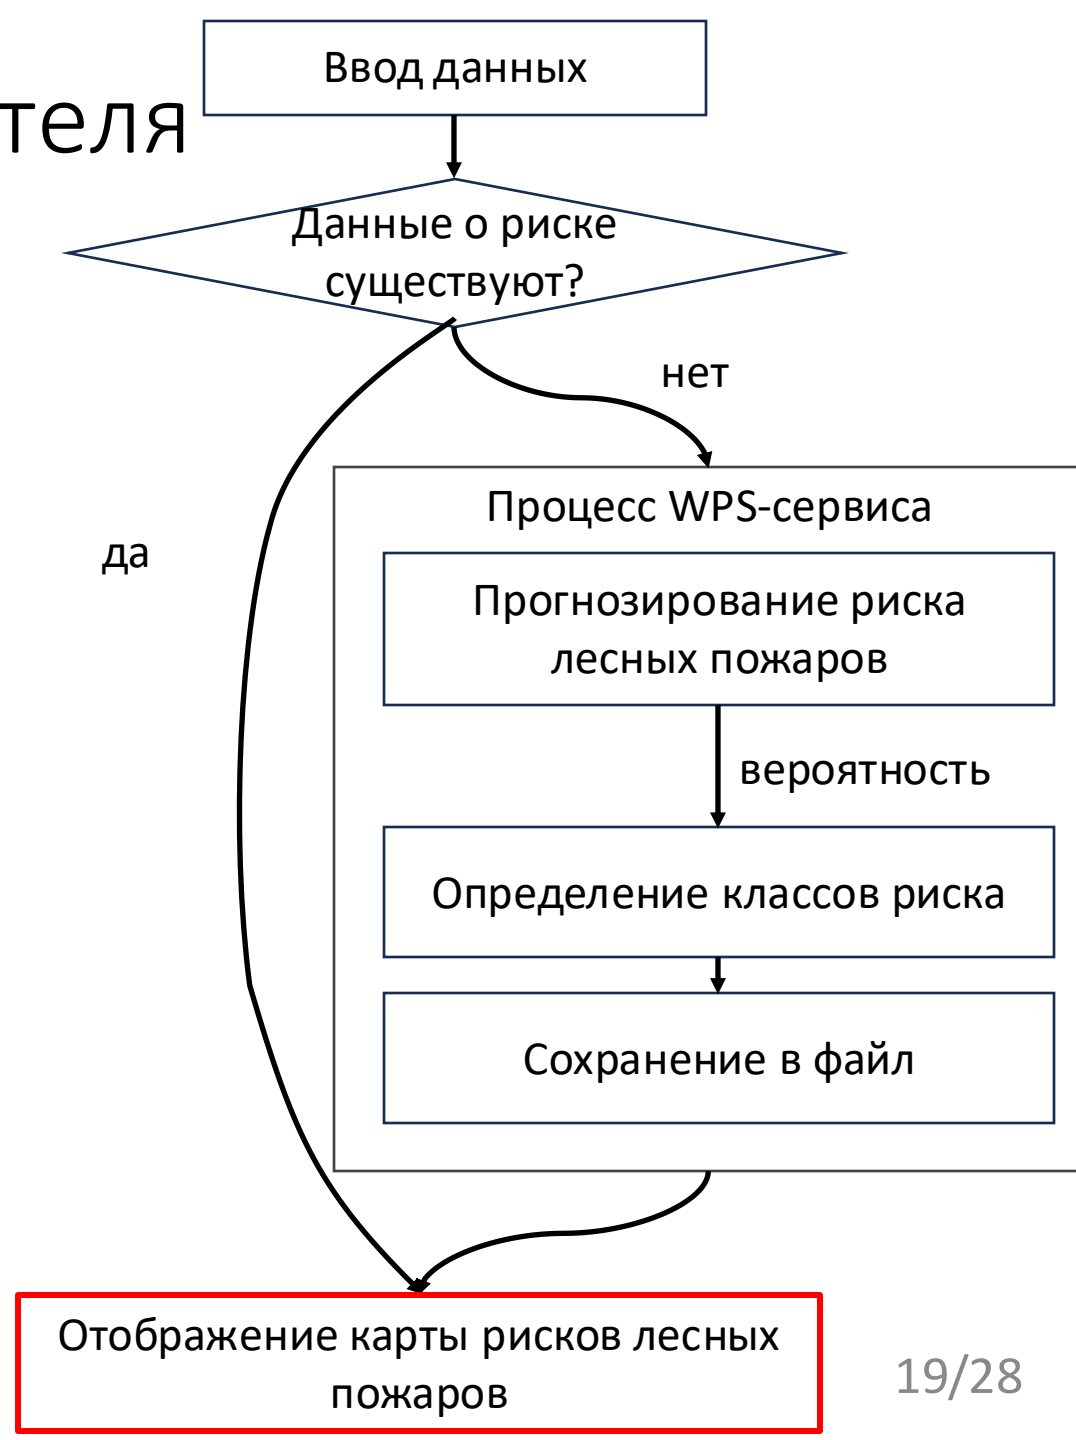 Ввод данных
теля
Данные о риске
существуют?
нет
да
Процесс WPS-сервиса
Прогнозирование риска
лесных пожаров
вероятность
Определение классов риска
Сохранение в файл
Отображение карты рисков лесных
пожаров
19/28